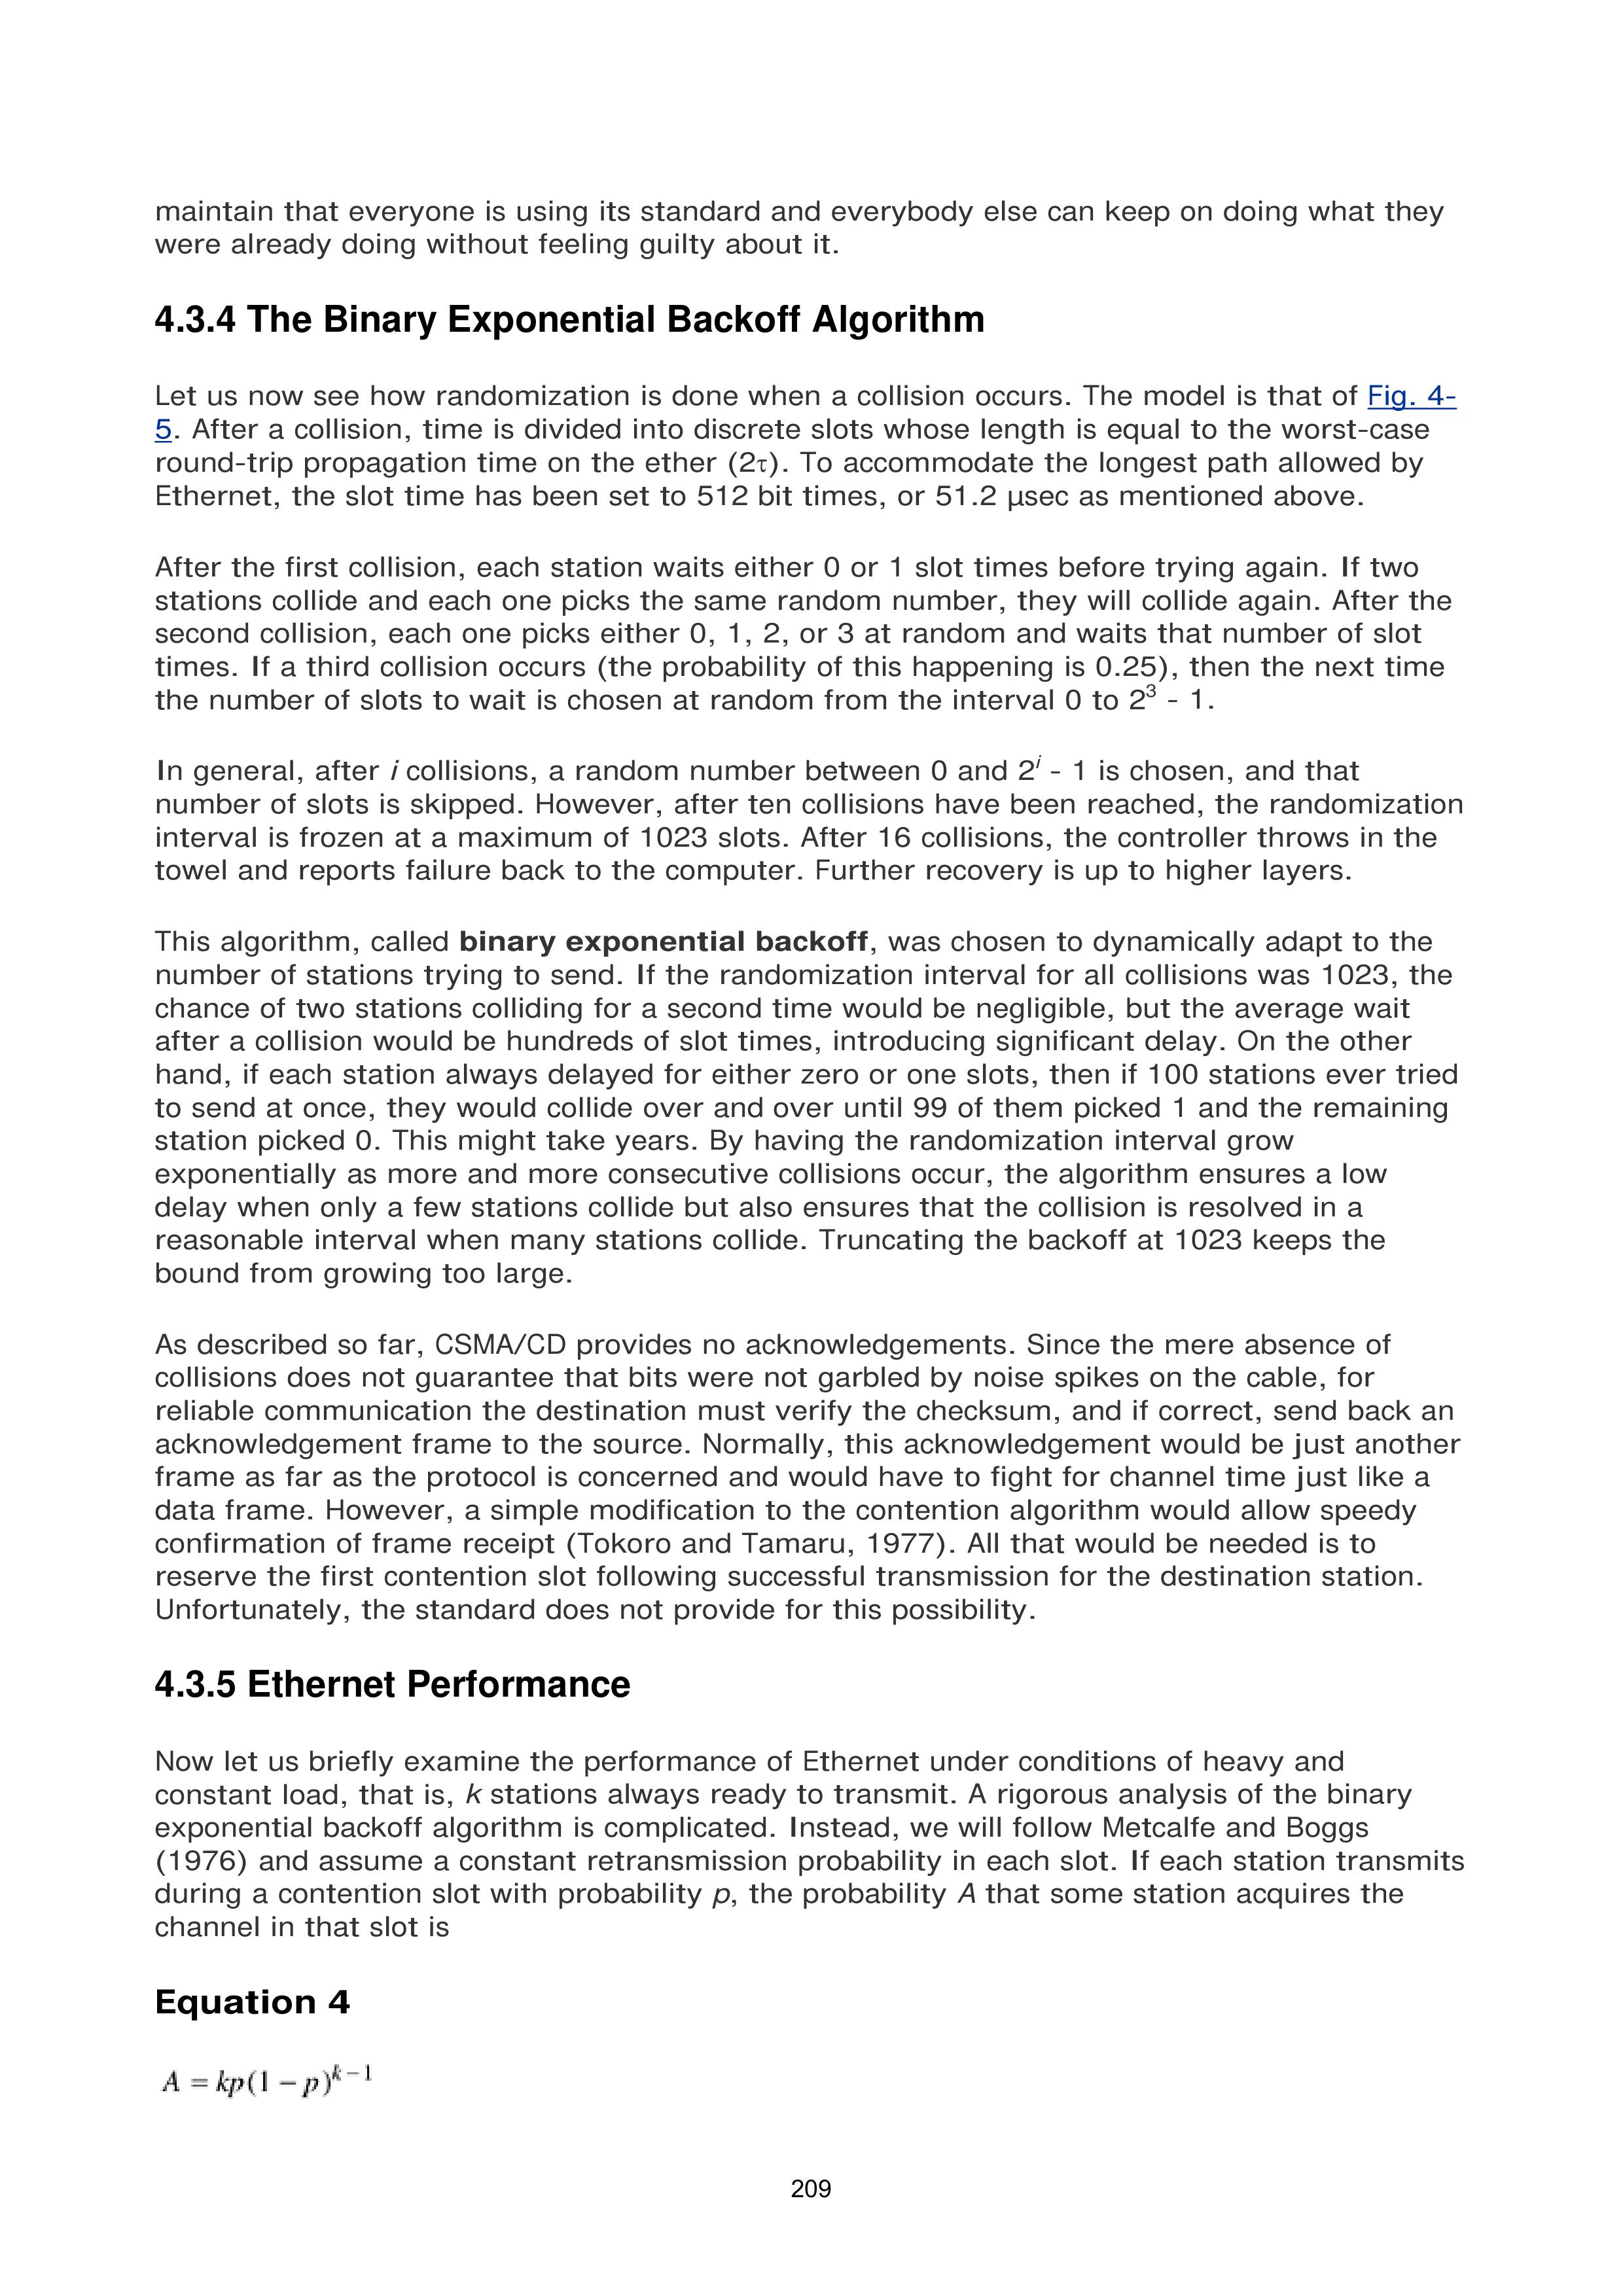 maintain that everyone is using its standard and everybody else can keep on doing what they
were already doing without feeling guilty about it.
4.3.4 The Binary Exponential Backoff Algorithm
Let us now see how randomization is done when a collision occurs. The model is that of Fig. 4-
5. After a collision, time is divided into discrete slots whose length is equal to the worst-case
round-trip propagation time on the ether (2τ). To accommodate the longest path allowed by
Ethernet, the slot time has been set to 512 bit times, or 51.2 µsec as mentioned above.
After the first collision, each station waits either 0 or 1 slot times before trying again. If two
stations collide and each one picks the same random number, they will collide again. After the
second collision, each one picks either 0, 1, 2, or 3 at random and waits that number of slot
times. If a third collision occurs (the probability of this happening is 0.25), then the next time
the number of slots to wait is chosen at random from the interval 0 to 2³ - 1.
In general, after i collisions, a random number between 0 and 2ⁱ - 1 is chosen, and that
number of slots is skipped. However, after ten collisions have been reached, the randomization
interval is frozen at a maximum of 1023 slots. After 16 collisions, the controller throws in the
towel and reports failure back to the computer. Further recovery is up to higher layers.
This algorithm, called binary exponential backoff, was chosen to dynamically adapt to the
number of stations trying to send. If the randomization interval for all collisions was 1023, the
chance of two stations colliding for a second time would be negligible, but the average wait
after a collision would be hundreds of slot times, introducing significant delay. On the other
hand, if each station always delayed for either zero or one slots, then if 100 stations ever tried
to send at once, they would collide over and over until 99 of them picked 1 and the remaining
station picked 0. This might take years. By having the randomization interval grow
exponentially as more and more consecutive collisions occur, the algorithm ensures a low
delay when only a few stations collide but also ensures that the collision is resolved in a
reasonable interval when many stations collide. Truncating the backoff at 1023 keeps the
bound from growing too large.
As described so far, CSMA/CD provides no acknowledgements. Since the mere absence of
collisions does not guarantee that bits were not garbled by noise spikes on the cable, for
reliable communication the destination must verify the checksum, and if correct, send back an
acknowledgement frame to the source. Normally, this acknowledgement would be just another
frame as far as the protocol is concerned and would have to fight for channel time just like a
data frame. However, a simple modification to the contention algorithm would allow speedy
confirmation of frame receipt (Tokoro and Tamaru, 1977). All that would be needed is to
reserve the first contention slot following successful transmission for the destination station.
Unfortunately, the standard does not provide for this possibility.
4.3.5 Ethernet Performance
Now let us briefly examine the performance of Ethernet under conditions of heavy and
constant load, that is, k stations always ready to transmit. A rigorous analysis of the binary
exponential backoff algorithm is complicated. Instead, we will follow Metcalfe and Boggs
(1976) and assume a constant retransmission probability in each slot. If each station transmits
during a contention slot with probability p, the probability A that some station acquires the
channel in that slot is
Equation 4
A = kp(1 − p)ᵏ⁻¹
209